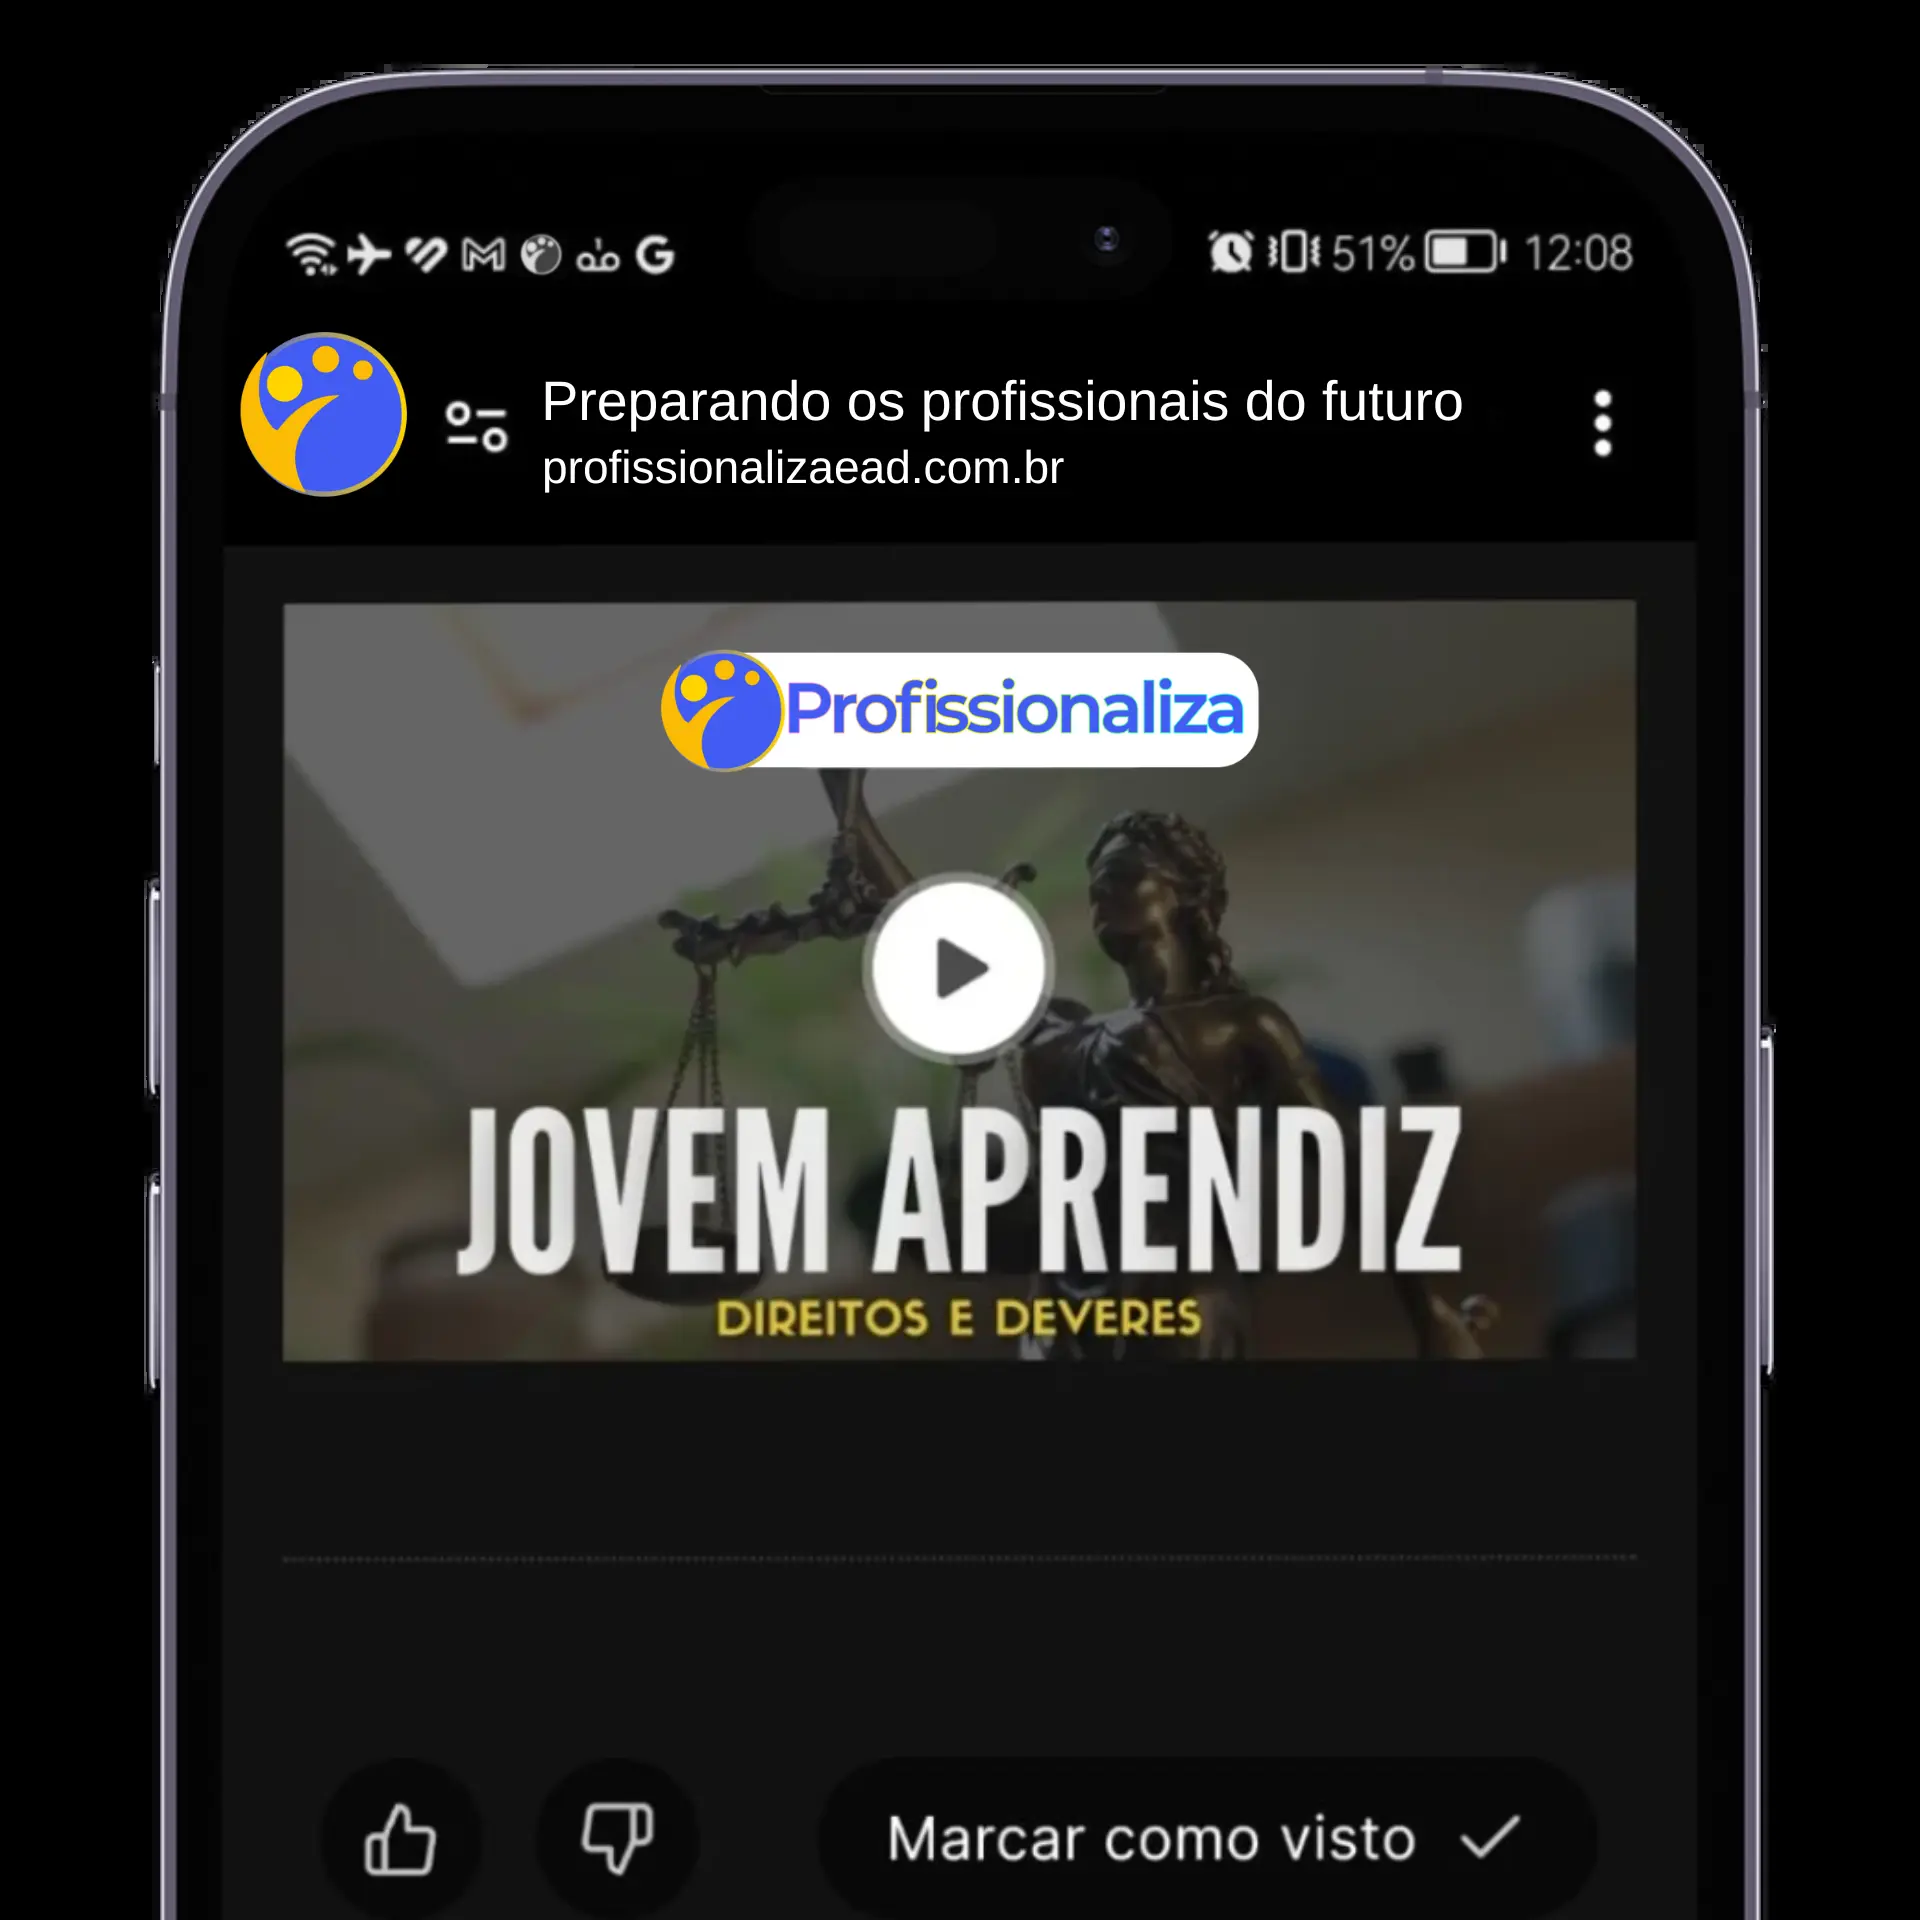 51% 12:08
Preparando os profissionais do futuro
profissionalizaead.com.br
Profissionaliza
JOVEM APRENDIZ
DIREITOS E DEVERES
Marcar como visto